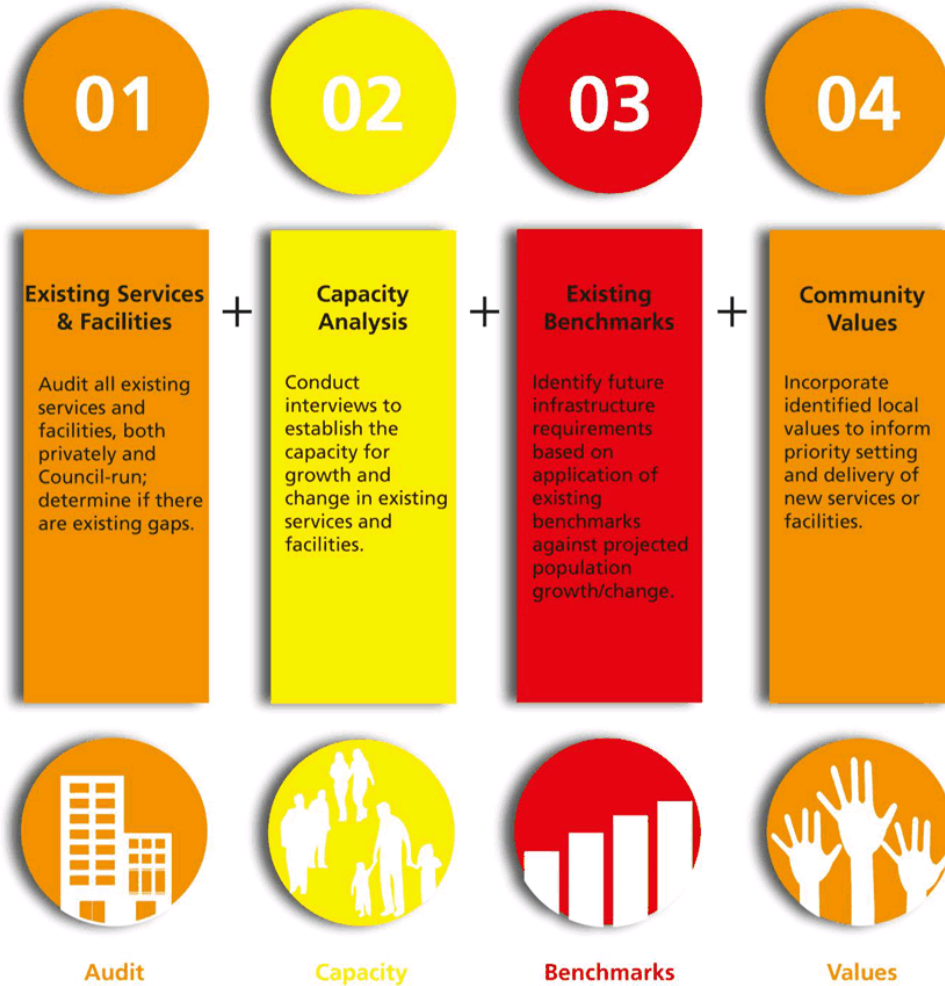 01
02
03
04
Existing Services
& Facilities
Audit all existing
services and
facilities, both
privately and
Council-run;
determine if there
are existing gaps.
+
Capacity
Analysis
Conduct
interviews to
establish the
capacity for
growth and
change in existing
services and
facilities.
+
Existing
Benchmarks
Identify future
infrastructure
requirements
based on
application of
existing
benchmarks
against projected
population
growth/change.
+
Community
Values
Incorporate
identified local
values to inform
priority setting
and delivery of
new services or
facilities.
Audit
Capacity
Benchmarks
Values